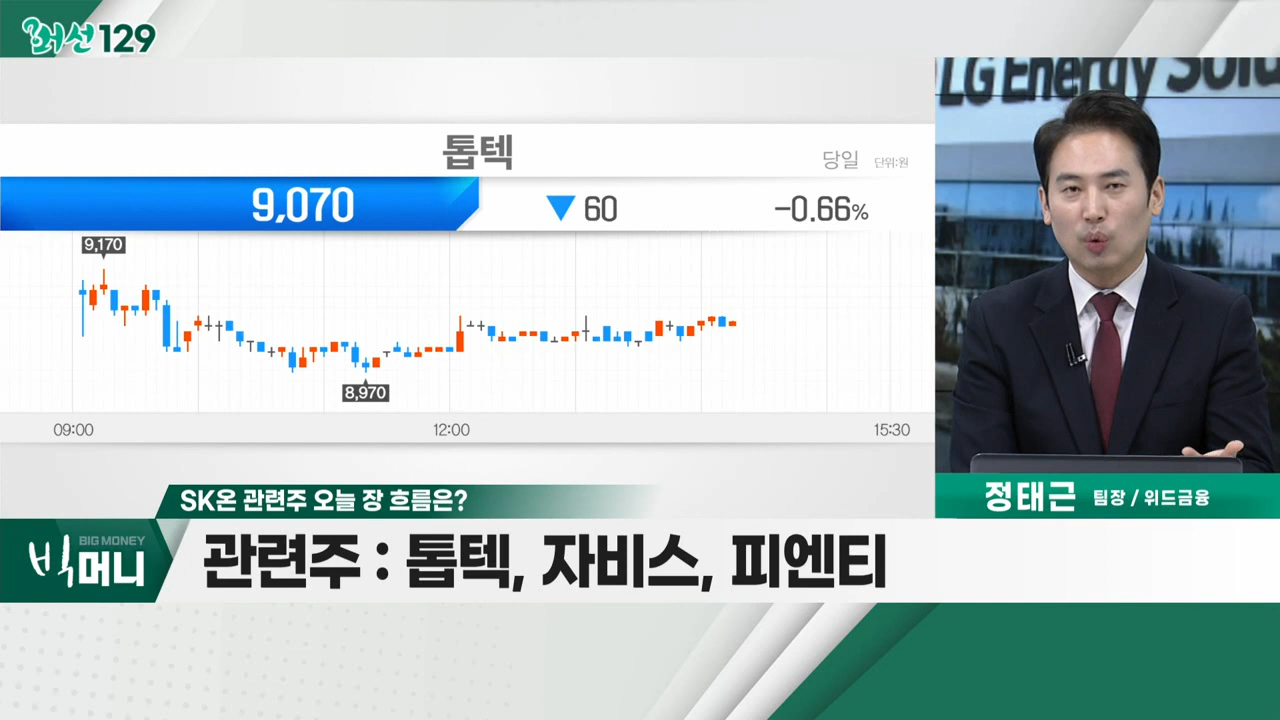 머선129
LG Energy Solu
톱텍
당일 단위:원
9,070 ▼60 -0.66%
9,170
8,970
09:00 12:00 15:30
정태근 팀장 / 위드금융
SK온 관련주 오늘 장 흐름은?
BIG MONEY
빅머니
관련주 : 톱텍, 자비스, 피엔티